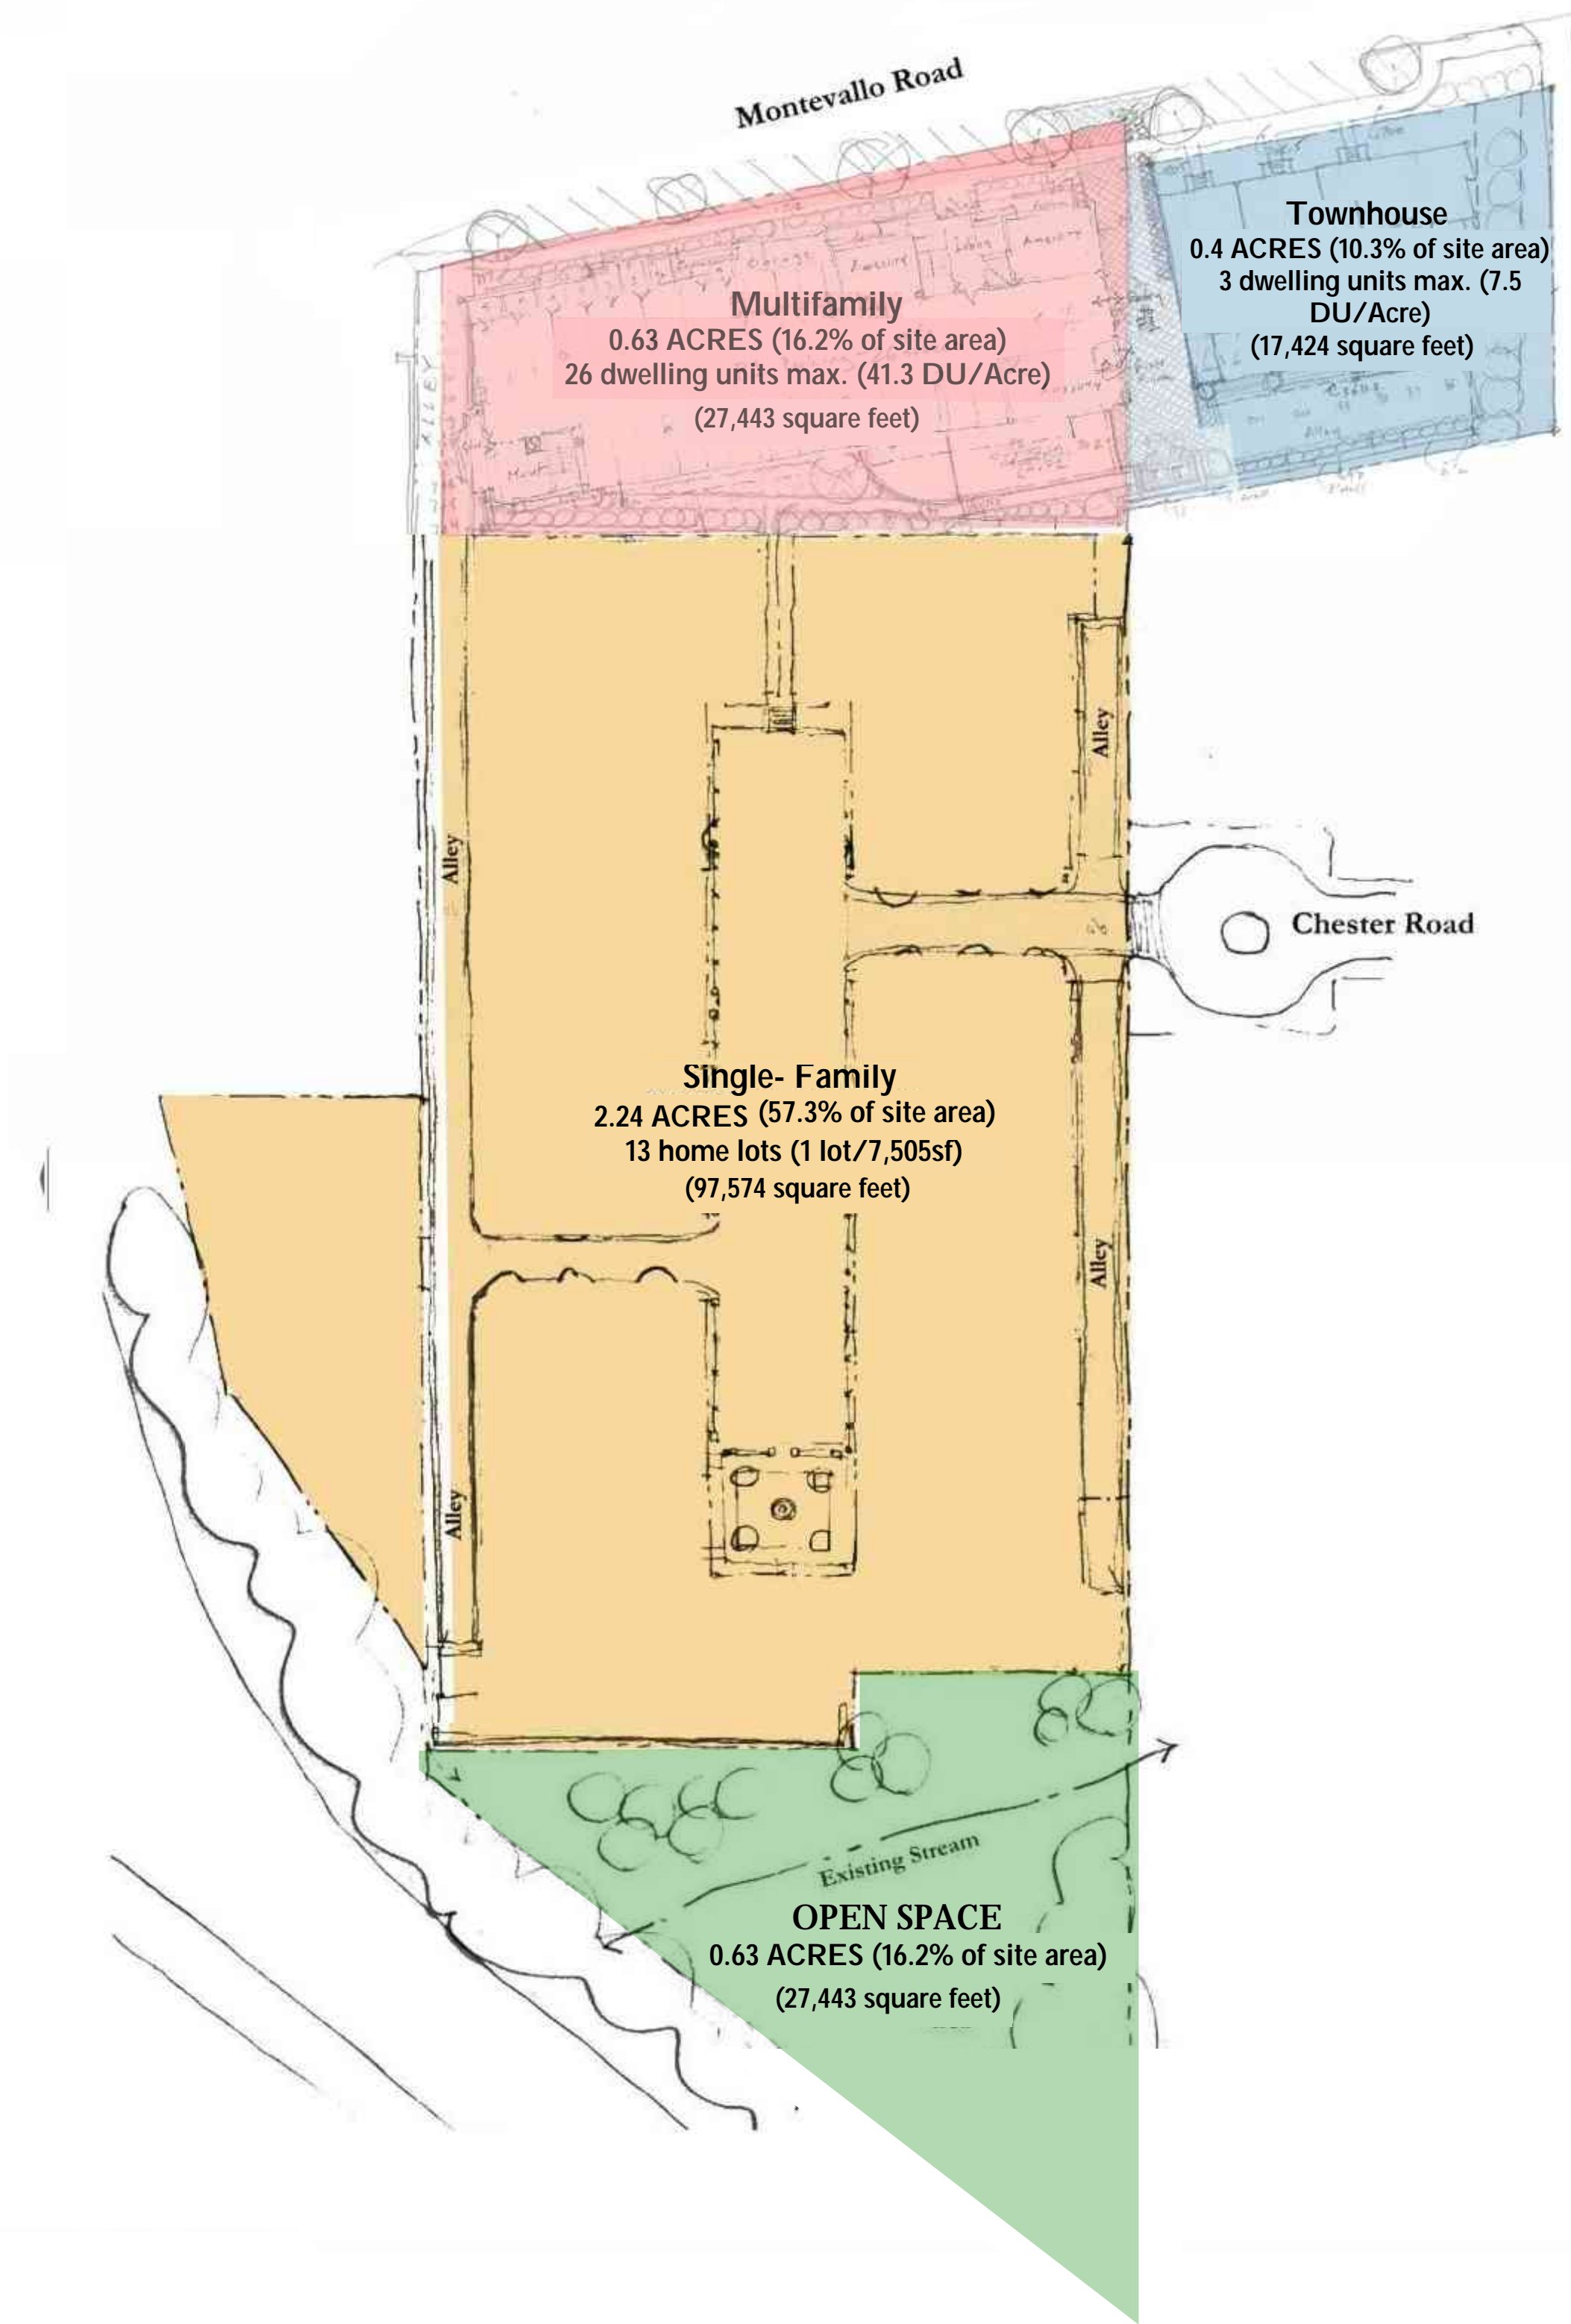 Montevallo Road
Townhouse
0.4 ACRES (10.3% of site area)
3 dwelling units max. (7.5
DU/Acre)
(17,424 square feet)
Multifamily
0.63 ACRES (16.2% of site area)
26 dwelling units max. (41.3 DU/Acre)
(27,443 square feet)
ALLEY
Garage
Lobby
Amenity
Alley
Alley
Alley
Chester Road
Single- Family
2.24 ACRES (57.3% of site area)
13 home lots (1 lot/7,505sf)
(97,574 square feet)
Alley
Alley
Existing Stream
OPEN SPACE
0.63 ACRES (16.2% of site area)
(27,443 square feet)